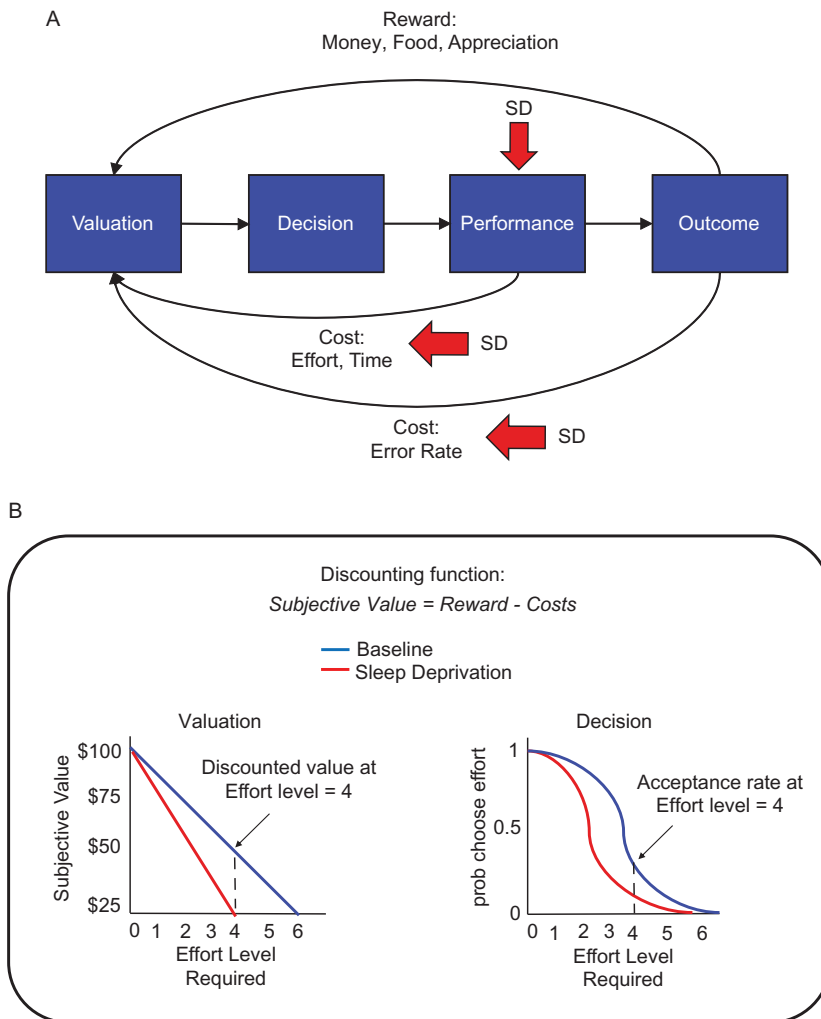 A
Reward:
Money, Food, Appreciation
SD
Valuation
Decision
Performance
Outcome
Cost:
Effort, Time
SD
Cost:
Error Rate
SD
B
Discounting function:
Subjective Value = Reward - Costs
Baseline
Sleep Deprivation
Valuation
$100
$75
$50
$25
Subjective Value
Discounted value at
Effort level = 4
0 1 2 3 4 5 6
Effort Level
Required
Decision
1
0.5
0
prob choose effort
Acceptance rate at
Effort level = 4
0 1 2 3 4 5 6
Effort Level
Required